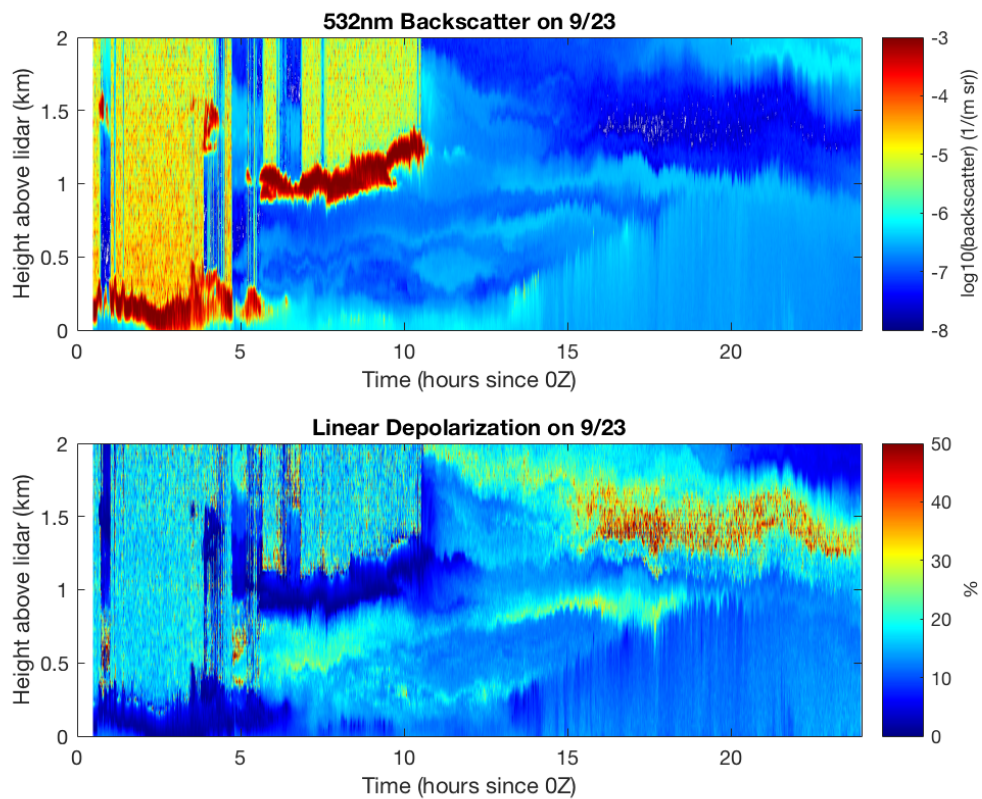 532nm Backscatter on 9/23
2
1.5
1
0.5
0
Height above lidar (km)
0 5 10 15 20
Time (hours since 0Z)
-3
-4
-5
-6
-7
-8
log10(backscatter) (1/(m sr))
Linear Depolarization on 9/23
2
1.5
1
0.5
0
Height above lidar (km)
0 5 10 15 20
Time (hours since 0Z)
50
40
30
20
10
0
%